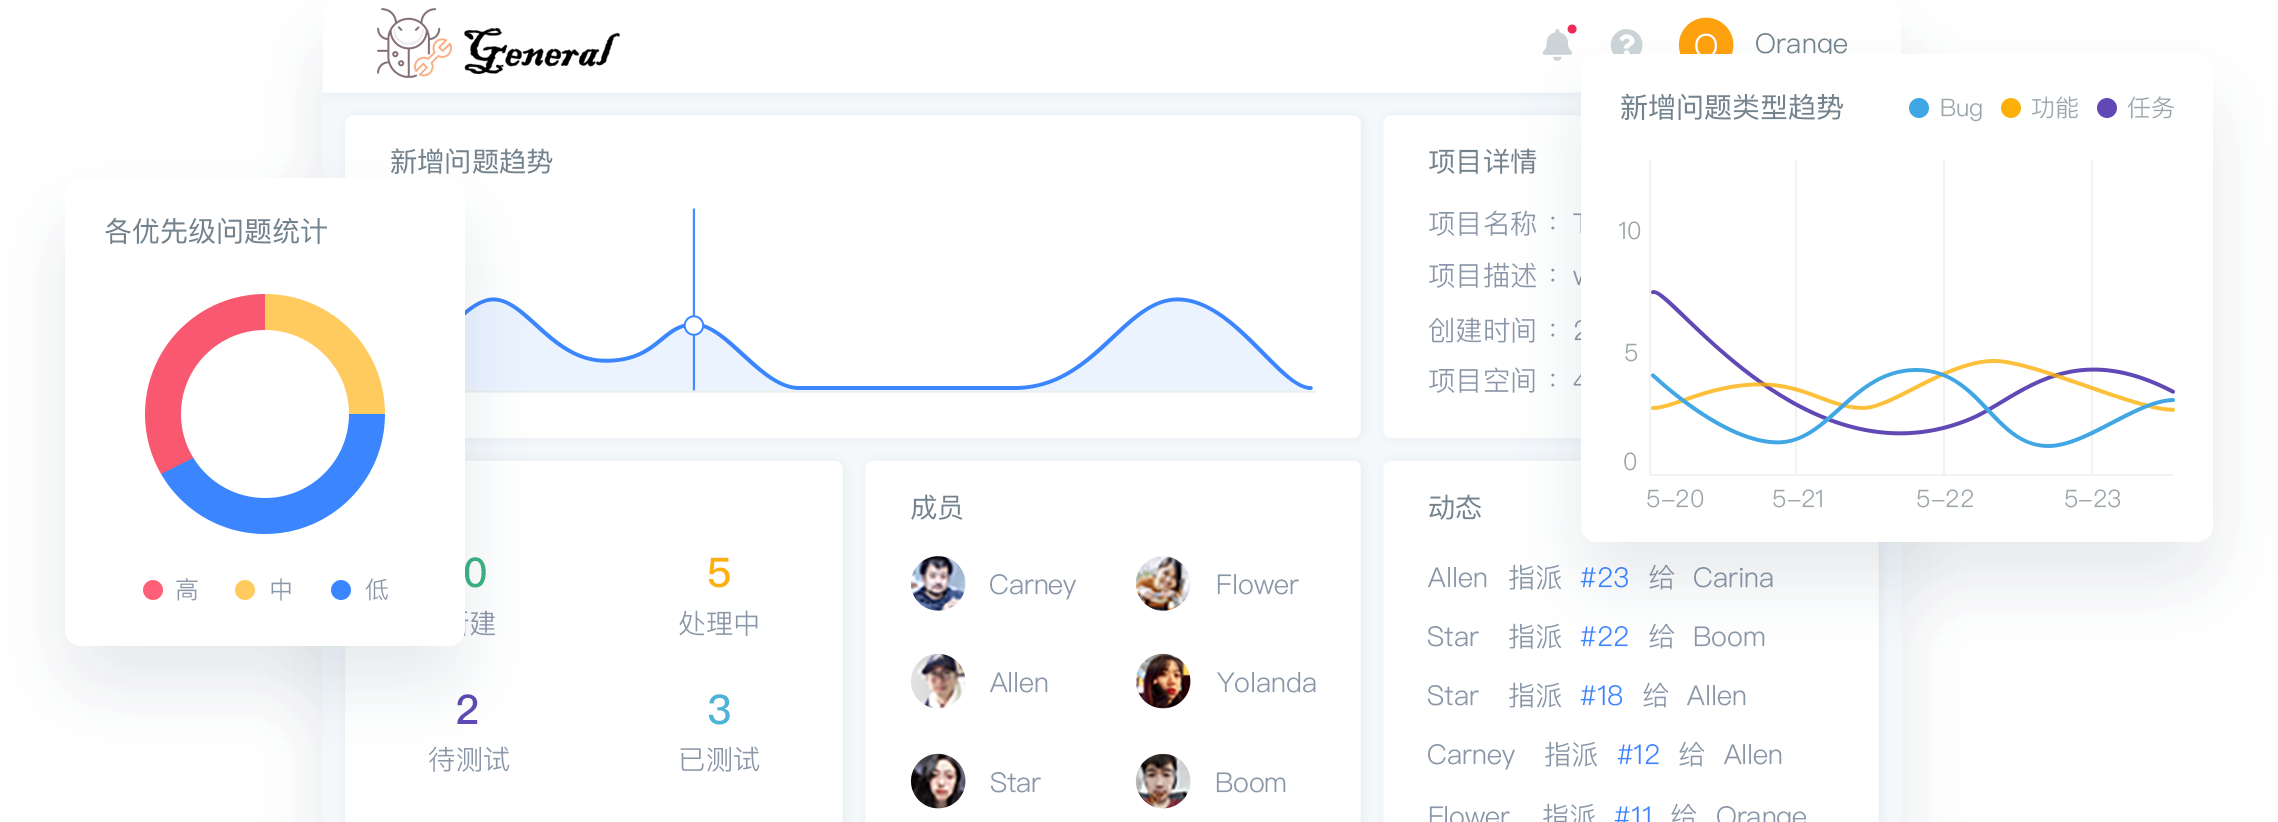 General
O Orange
新增问题趋势
项目详情
项目名称：
项目描述：
创建时间：
项目空间：
新增问题类型趋势
Bug 功能 任务
10
5
0
5-20 5-21 5-22 5-23
各优先级问题统计
高 中 低
0 5
建 处理中
2 3
待测试 已测试
成员
Carney Flower
Allen Yolanda
Star Boom
动态
Allen 指派 #23 给 Carina
Star 指派 #22 给 Boom
Star 指派 #18 给 Allen
Carney 指派 #12 给 Allen
Flower 指派 #11 给 Orange